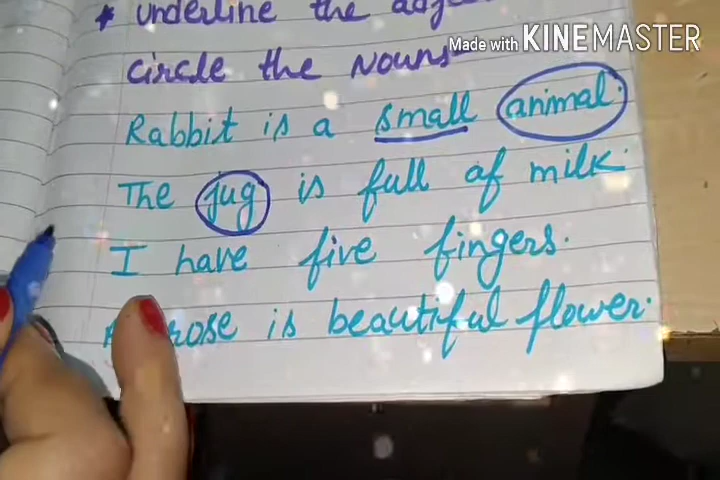 * Underline the
Made with KINEMASTER
circle the Nouns
Rabbit is a small animal.
The jug is full of milk.
I have five fingers.
rose is beautiful flower.